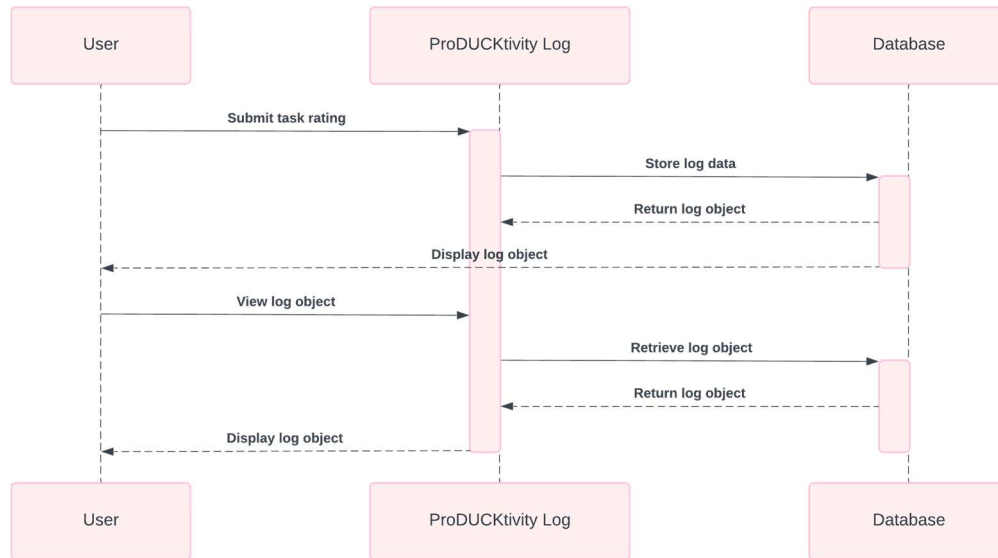 User
ProDUCKtivity Log
Database
Submit task rating
Store log data
Return log object
Display log object
View log object
Retrieve log object
Return log object
Display log object
User
ProDUCKtivity Log
Database